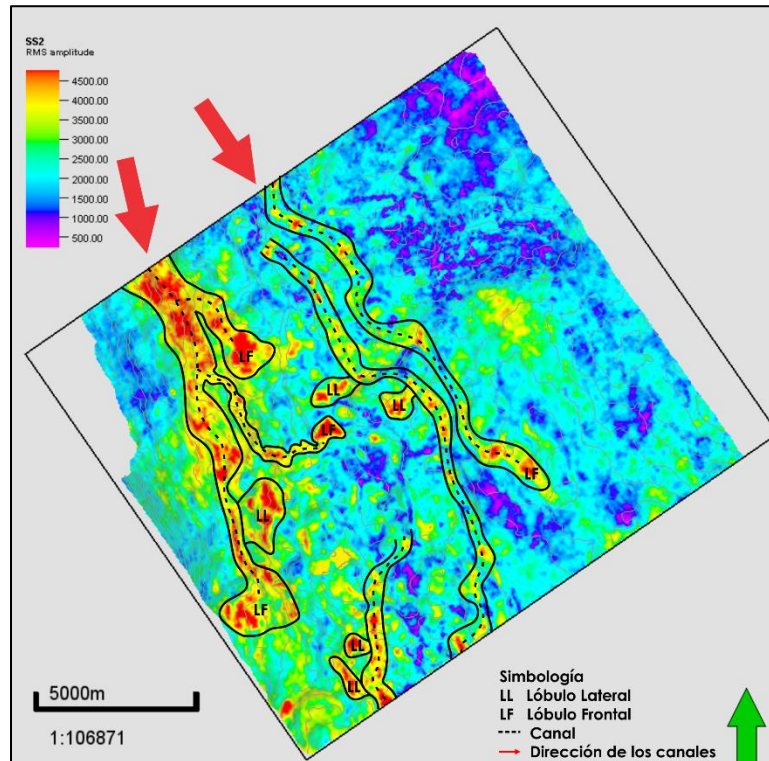 SS2
RMS amplitude
4500.00
4000.00
3500.00
3000.00
2500.00
2000.00
1500.00
1000.00
500.00
LF
LL
LL
LF
LF
LL
LF
LL
LL
5000m
1:106871
Simbología
LL Lóbulo Lateral
LF Lóbulo Frontal
Canal
Dirección de los canales